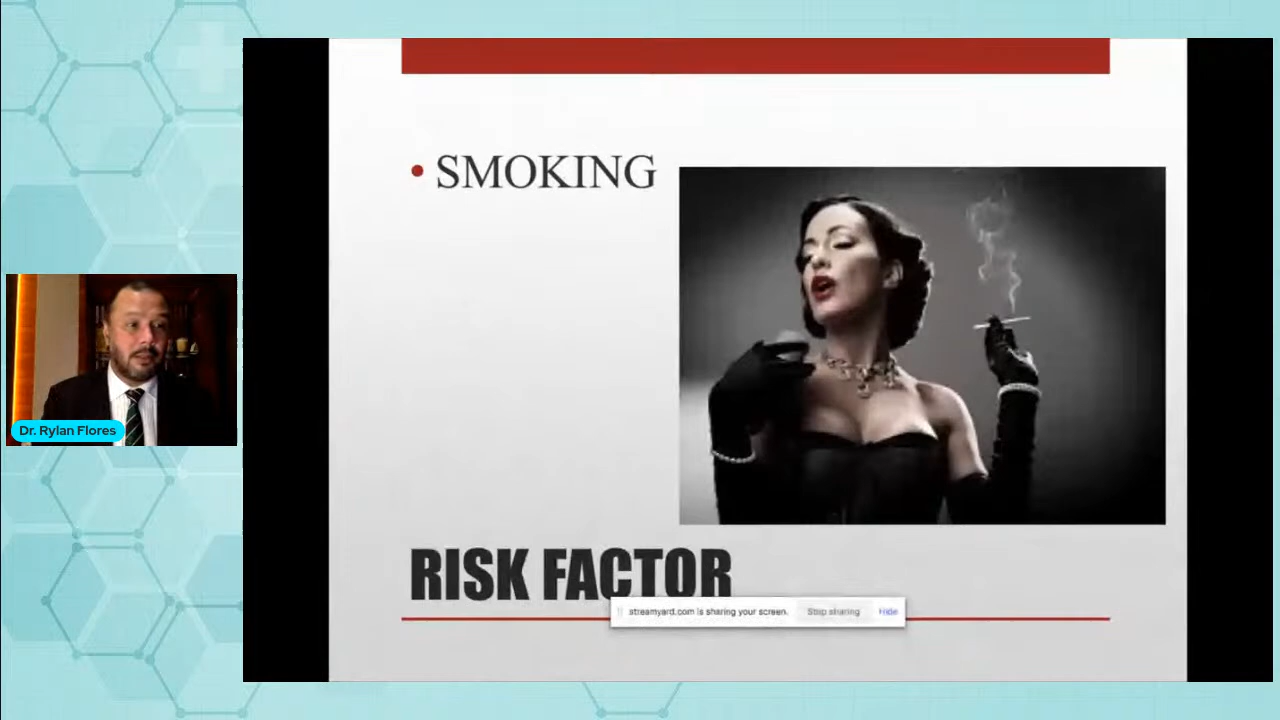 SMOKING
Dr. Rylan Flores
RISK FACTOR
streamyard.com is sharing your screen. Stop sharing Hide